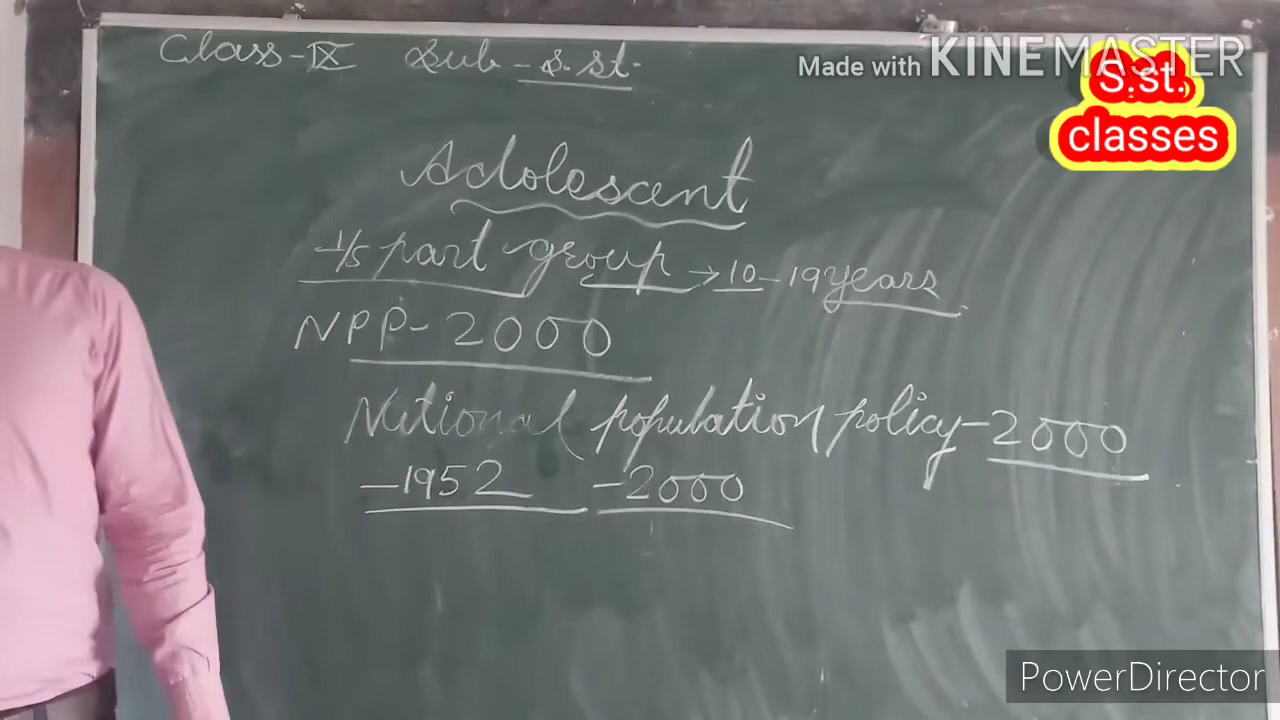 Class-IX Sub-S.St.
Made with KINEMASTER
S.st.
classes
Adolescent
1/5 part group → 10-19 years
NPP-2000
National population policy-2000
-1952 -2000
PowerDirector